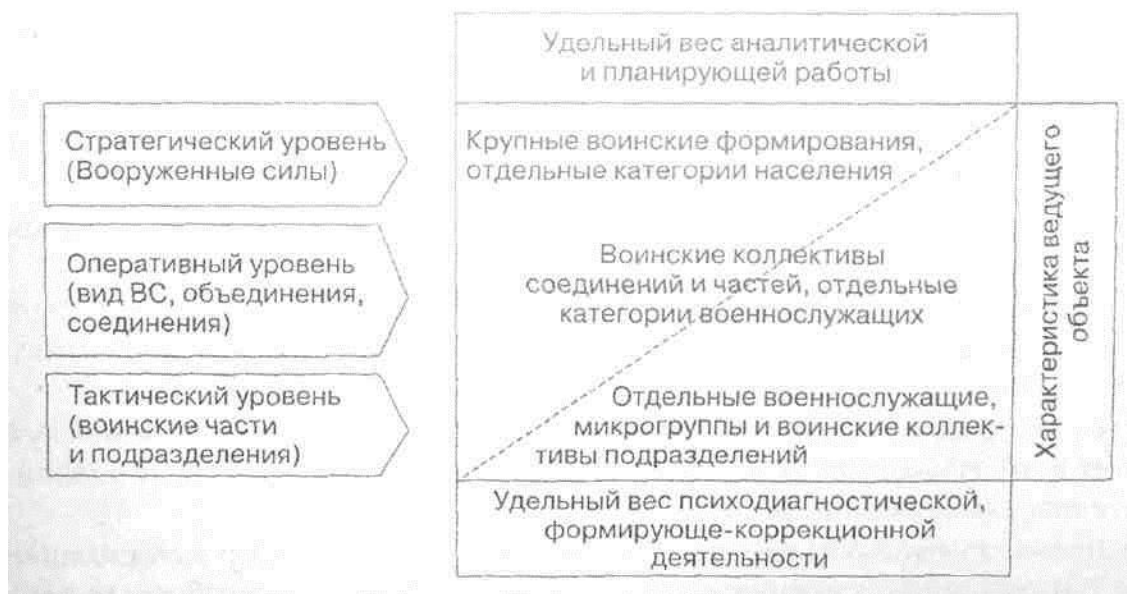 Удельный вес аналитической
и планирующей работы
Стратегический уровень
(Вооруженные силы)
Крупные воинские формирования,
отдельные категории населения
Оперативный уровень
(вид ВС, объединения,
соединения)
Воинские коллективы
соединений и частей, отдельные
категории военнослужащих
Тактический уровень
(воинские части
и подразделения)
Отдельные военнослужащие,
микрогруппы и воинские коллек-
тивы подразделений
Характеристика ведущего
объекта
Удельный вес психодиагностической,
формирующе-коррекционной
деятельности